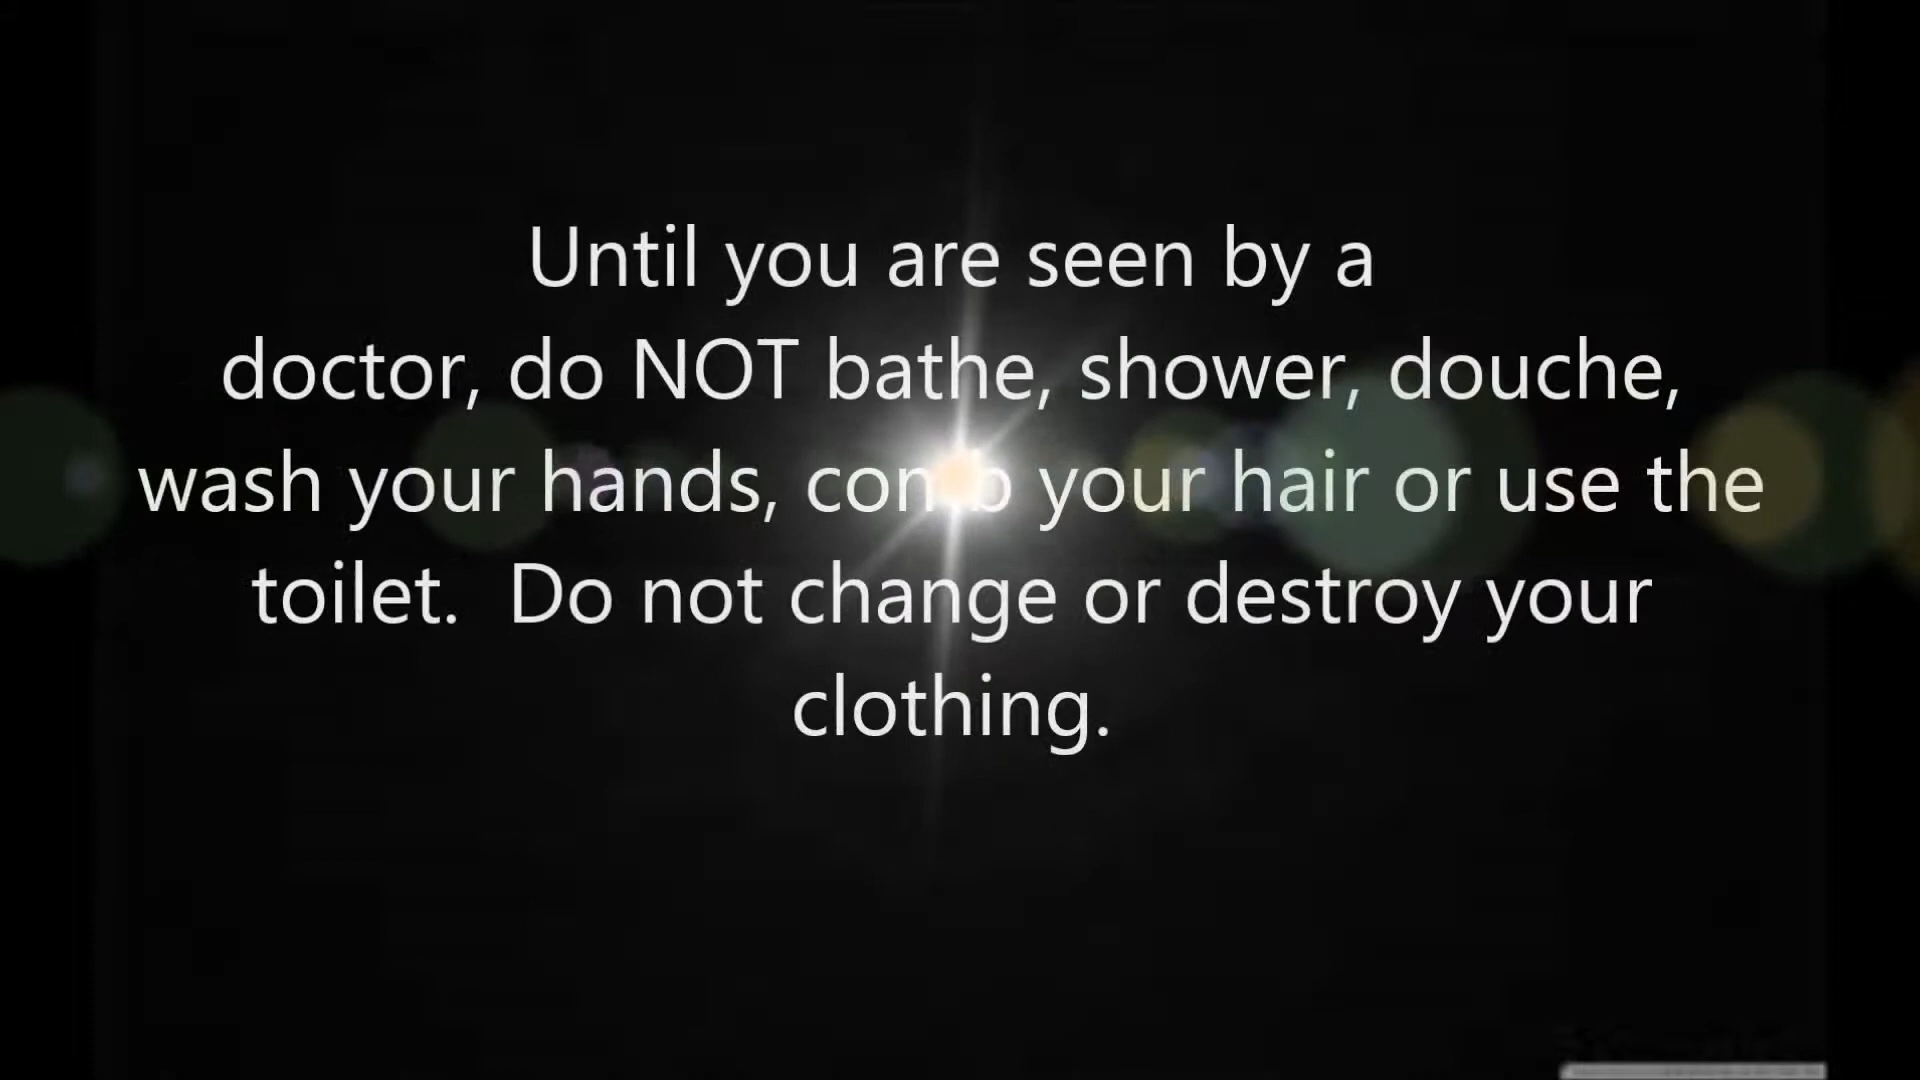 Until you are seen by a
doctor, do NOT bathe, shower, douche,
wash your hands, comb your hair or use the
toilet.  Do not change or destroy your
clothing.